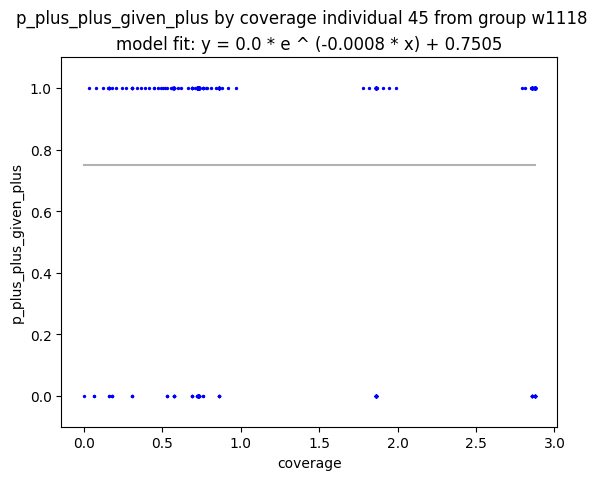 p_plus_plus_given_plus by coverage individual 45 from group w1118
model fit: y = 0.0 * e ^ (-0.0008 * x) + 0.7505
p_plus_plus_given_plus
1.0
0.8
0.6
0.4
0.2
0.0
0.0 0.5 1.0 1.5 2.0 2.5 3.0
coverage